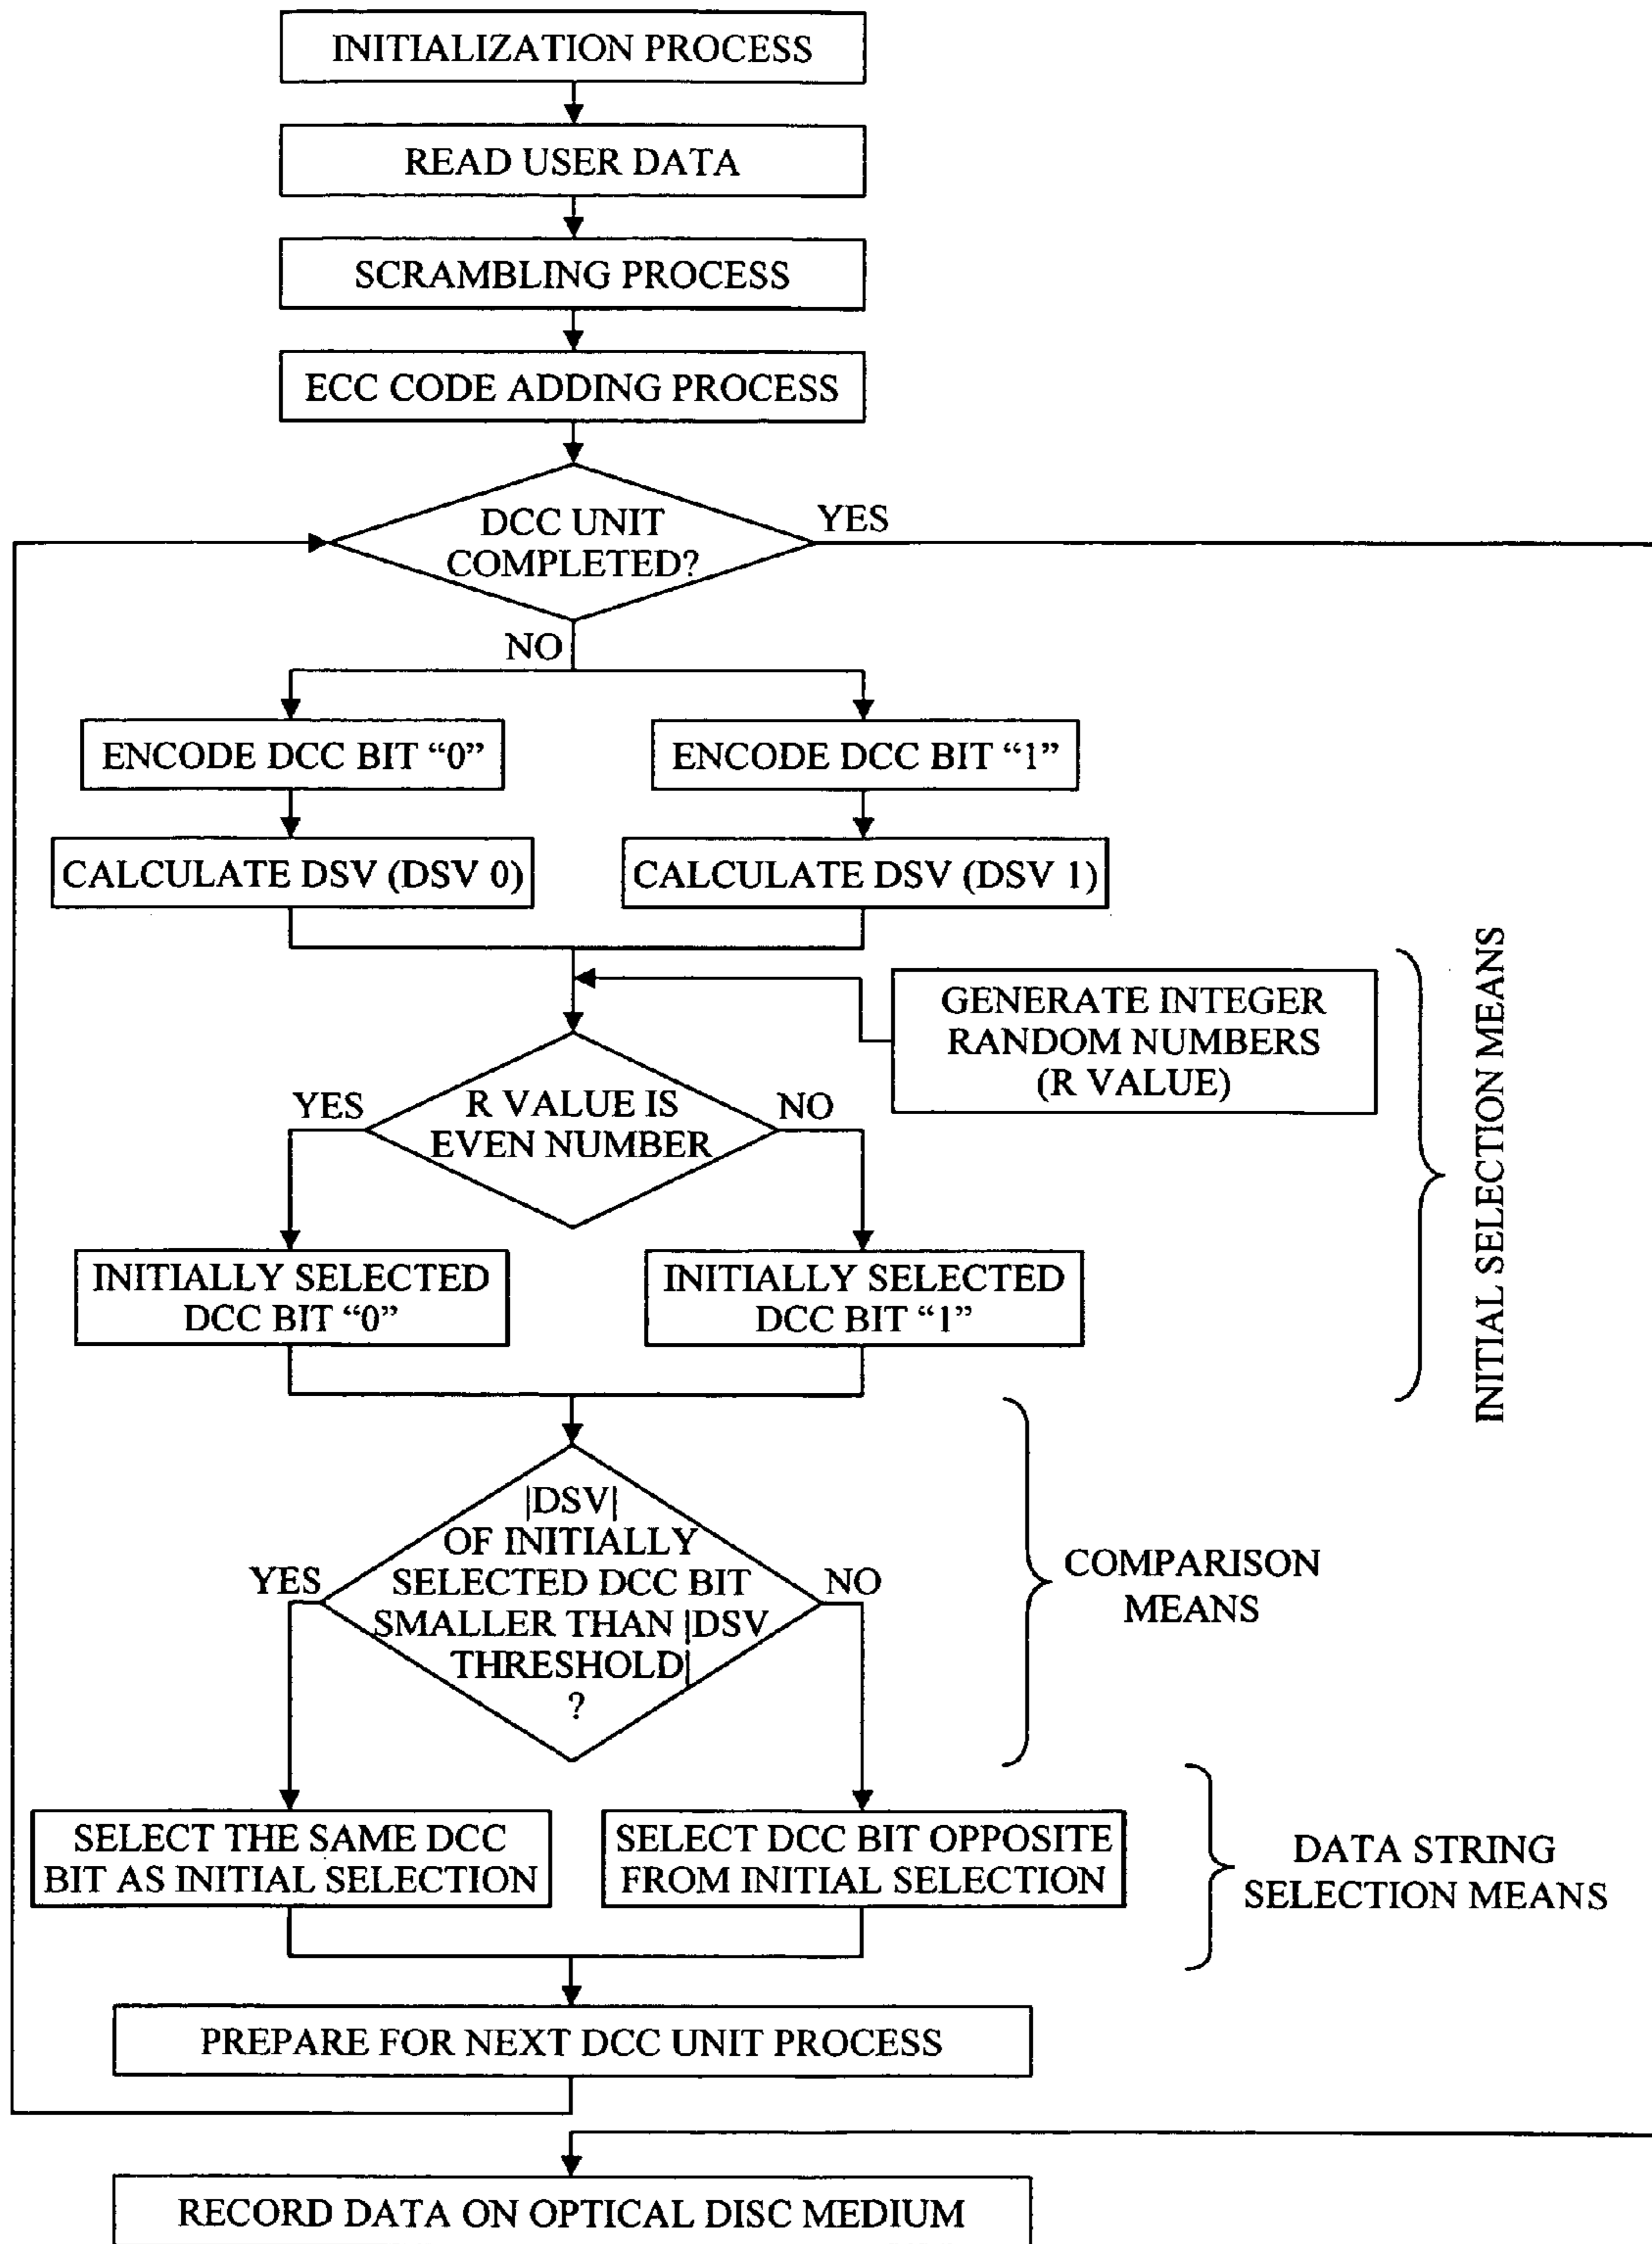 INITIALIZATION PROCESS
READ USER DATA
SCRAMBLING PROCESS
ECC CODE ADDING PROCESS
DCC UNIT
COMPLETED?
YES
NO
ENCODE DCC BIT “0”
ENCODE DCC BIT “1”
CALCULATE DSV (DSV 0)
CALCULATE DSV (DSV 1)
GENERATE INTEGER
RANDOM NUMBERS
(R VALUE)
R VALUE IS
EVEN NUMBER
YES
NO
INITIALLY SELECTED
DCC BIT “0”
INITIALLY SELECTED
DCC BIT “1”
INITIAL SELECTION MEANS
|DSV|
OF INITIALLY
SELECTED DCC BIT
SMALLER THAN |DSV
THRESHOLD|
?
YES
NO
COMPARISON
MEANS
SELECT THE SAME DCC
BIT AS INITIAL SELECTION
SELECT DCC BIT OPPOSITE
FROM INITIAL SELECTION
DATA STRING
SELECTION MEANS
PREPARE FOR NEXT DCC UNIT PROCESS
RECORD DATA ON OPTICAL DISC MEDIUM